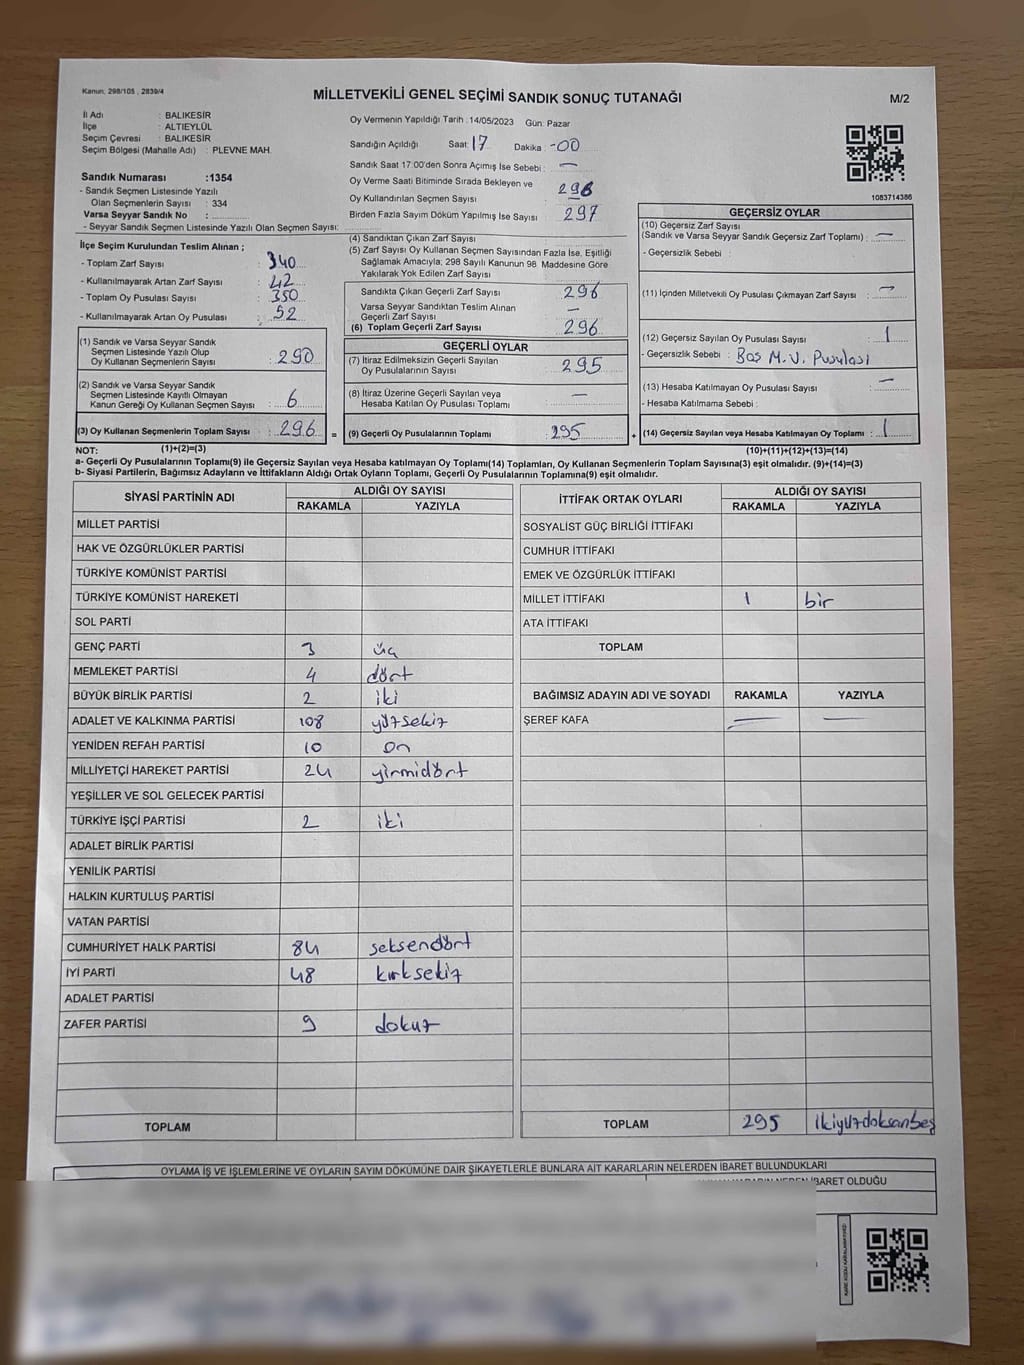 Kanun; 298/105 , 2839/4
MİLLETVEKİLİ GENEL SEÇİMİ SANDIK SONUÇ TUTANAĞI
M/2
İl Adı : BALIKESİR
İlçe : ALTIEYLÜL
Seçim Çevresi : BALIKESİR
Seçim Bölgesi (Mahalle Adı) : PLEVNE MAH.
Sandık Numarası :1354
- Sandık Seçmen Listesinde Yazılı
Olan Seçmenlerin Sayısı : 334
Varsa Seyyar Sandık No :
- Seyyar Sandık Seçmen Listesinde Yazılı Olan Seçmen Sayısı:
Oy Vermenin Yapıldığı Tarih : 14/05/2023 Gün: Pazar
Sandığın Açıldığı Saat: 17 Dakika : -00
Sandık Saat 17:00'den Sonra Açımış İse Sebebi : —
Oy Verme Saati Bitiminde Sırada Bekleyen ve
Oy Kullandırılan Seçmen Sayısı : 296
Birden Fazla Sayım Döküm Yapılmış İse Sayısı : 297
1083714386
İlçe Seçim Kurulundan Teslim Alınan ;
- Toplam Zarf Sayısı : 340
- Kullanılmayarak Artan Zarf Sayısı : 42
- Toplam Oy Pusulası Sayısı : 350
- Kullanılmayarak Artan Oy Pusulası : 52
(1) Sandık ve Varsa Seyyar Sandık
Seçmen Listesinde Yazılı Olup
Oy Kullanan Seçmenlerin Sayısı : 290
(2) Sandık ve Varsa Seyyar Sandık
Seçmen Listesinde Kayıtlı Olmayan
Kanun Gereği Oy Kullanan Seçmen Sayısı : 6
(3) Oy Kullanan Seçmenlerin Toplam Sayısı : 296 =
(4) Sandıktan Çıkan Zarf Sayısı
(5) Zarf Sayısı Oy Kullanan Seçmen Sayısından Fazla İse, Eşitliği
Sağlamak Amacıyla; 298 Sayılı Kanunun 98. Maddesine Göre
Yakılarak Yok Edilen Zarf Sayısı
Sandıkta Çıkan Geçerli Zarf Sayısı 296
Varsa Seyyar Sandıktan Teslim Alınan
Geçerli Zarf Sayısı —
(6) Toplam Geçerli Zarf Sayısı 296
GEÇERLİ OYLAR
(7) İtiraz Edilmeksizin Geçerli Sayılan
Oy Pusulalarının Sayısı : 295
(8) İtiraz Üzerine Geçerli Sayılan veya
Hesaba Katılan Oy Pusulası Toplamı —
(9) Geçerli Oy Pusulalarının Toplamı : 295 +
GEÇERSİZ OYLAR
(10) Geçersiz Zarf Sayısı
(Sandık ve Varsa Seyyar Sandık Geçersiz Zarf Toplamı) : —
- Geçersizlik Sebebi :
(11) İçinden Milletvekili Oy Pusulası Çıkmayan Zarf Sayısı : —
(12) Geçersiz Sayılan Oy Pusulası Sayısı : 1
- Geçersizlik Sebebi : Boş M.V. Pusulası
(13) Hesaba Katılmayan Oy Pusulası Sayısı : —
- Hesaba Katılmama Sebebi :
(14) Geçersiz Sayılan veya Hesaba Katılmayan Oy Toplamı : 1
NOT: (1)+(2)=(3) (10)+(11)+(12)+(13)=(14)
a- Geçerli Oy Pusulalarının Toplamı(9) ile Geçersiz Sayılan veya Hesaba katılmayan Oy Toplamı(14) Toplamları, Oy Kullanan Seçmenlerin Toplam Sayısına(3) eşit olmalıdır. (9)+(14)=(3)
b- Siyasi Partilerin, Bağımsız Adayların ve İttifakların Aldığı Ortak Oyların Toplamı, Geçerli Oy Pusulalarının Toplamına(9) eşit olmalıdır.
SİYASİ PARTİNİN ADI ALDIĞI OY SAYISI
RAKAMLA YAZIYLA
MİLLET PARTİSİ
HAK VE ÖZGÜRLÜKLER PARTİSİ
TÜRKİYE KOMÜNİST PARTİSİ
TÜRKİYE KOMÜNİST HAREKETİ
SOL PARTİ
GENÇ PARTİ 3 üç
MEMLEKET PARTİSİ 4 dört
BÜYÜK BİRLİK PARTİSİ 2 iki
ADALET VE KALKINMA PARTİSİ 108 yüzsekiz
YENİDEN REFAH PARTİSİ 10 on
MİLLİYETÇİ HAREKET PARTİSİ 24 yirmidört
YEŞİLLER VE SOL GELECEK PARTİSİ
TÜRKİYE İŞÇİ PARTİSİ 2 iki
ADALET BİRLİK PARTİSİ
YENİLİK PARTİSİ
HALKIN KURTULUŞ PARTİSİ
VATAN PARTİSİ
CUMHURİYET HALK PARTİSİ 84 seksendört
İYİ PARTİ 48 kırksekiz
ADALET PARTİSİ
ZAFER PARTİSİ 9 dokuz
TOPLAM
İTTİFAK ORTAK OYLARI ALDIĞI OY SAYISI
RAKAMLA YAZIYLA
SOSYALİST GÜÇ BİRLİĞİ İTTİFAKI
CUMHUR İTTİFAKI
EMEK VE ÖZGÜRLÜK İTTİFAKI
MİLLET İTTİFAKI 1 bir
ATA İTTİFAKI
TOPLAM
BAĞIMSIZ ADAYIN ADI VE SOYADI RAKAMLA YAZIYLA
ŞEREF KAFA — —
TOPLAM 295 ikiyüzdoksanbeş
OYLAMA İŞ VE İŞLEMLERİNE VE OYLARIN SAYIM DÖKÜMÜNE DAİR ŞİKAYETLERLE BUNLARA AİT KARARLARIN NELERDEN İBARET BULUNDUKLARI
İBARET OLDUĞU